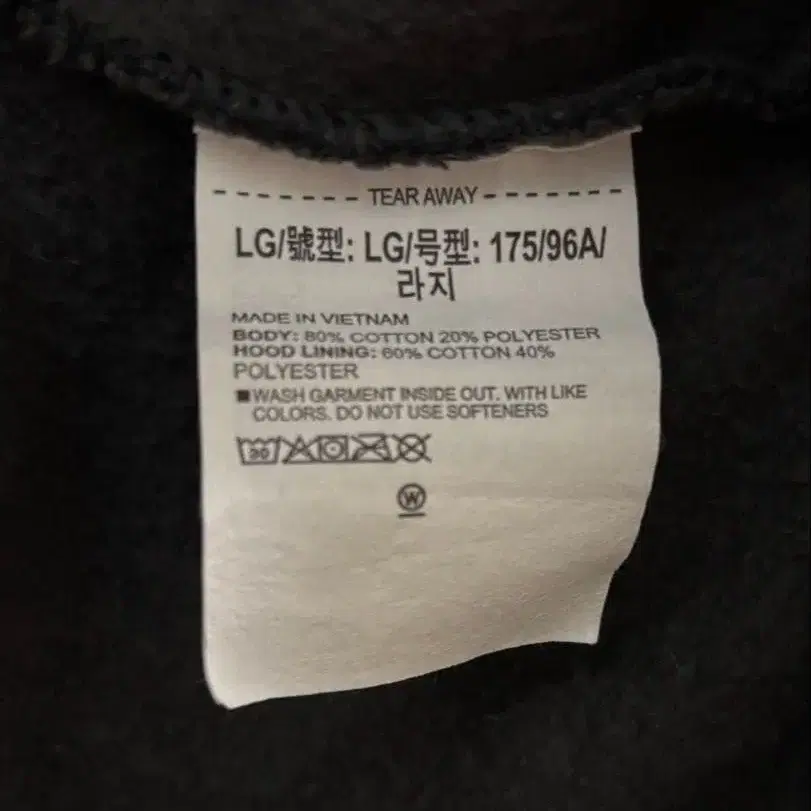 TEAR AWAY
LG/號型: LG/号型: 175/96A/
라지
MADE IN VIETNAM
BODY: 80% COTTON 20% POLYESTER
HOOD LINING: 60% COTTON 40%
POLYESTER
WASH GARMENT INSIDE OUT. WITH LIKE
COLORS. DO NOT USE SOFTENERS
30
W